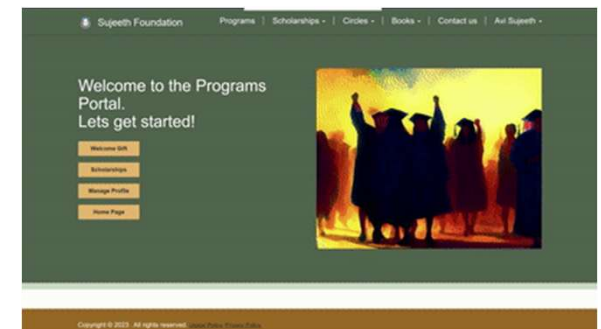 Sujeeth Foundation
Programs | Scholarships | Circles | Books | Contact us | Avi Sujeeth
Welcome to the Programs
Portal.
Lets get started!
Welcome Gift
Scholarships
Manage Profile
Home Page
Copyright © 2023 . All rights reserved.